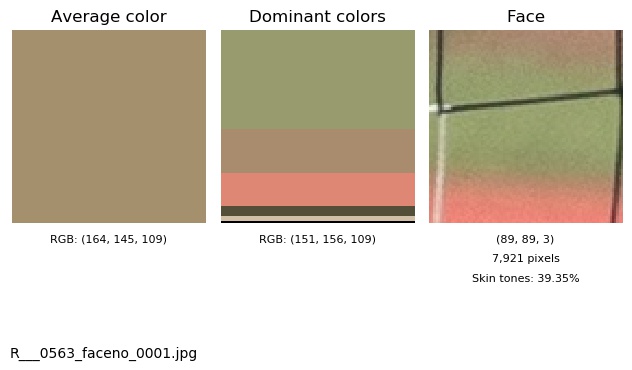 Average color
Dominant colors
Face
RGB: (164, 145, 109)
RGB: (151, 156, 109)
(89, 89, 3)
7,921 pixels
Skin tones: 39.35%
R___0563_faceno_0001.jpg